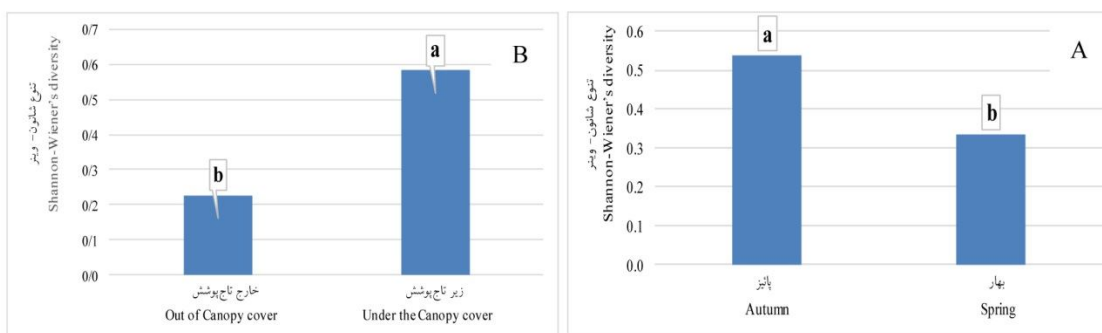 B
تنوع شانون- وینر
Shannon-Wiener's diversity
0/7
0/6
0/5
0/4
0/3
0/2
0/1
0/0
b
a
خارج تاج‌پوشش
زیر تاج‌پوشش
Out of Canopy cover
Under the Canopy cover
A
تنوع شانون- وینر
Shannon-Wiener's diversity
0.6
0.5
0.4
0.3
0.2
0.1
0.0
a
b
پائیز
بهار
Autumn
Spring